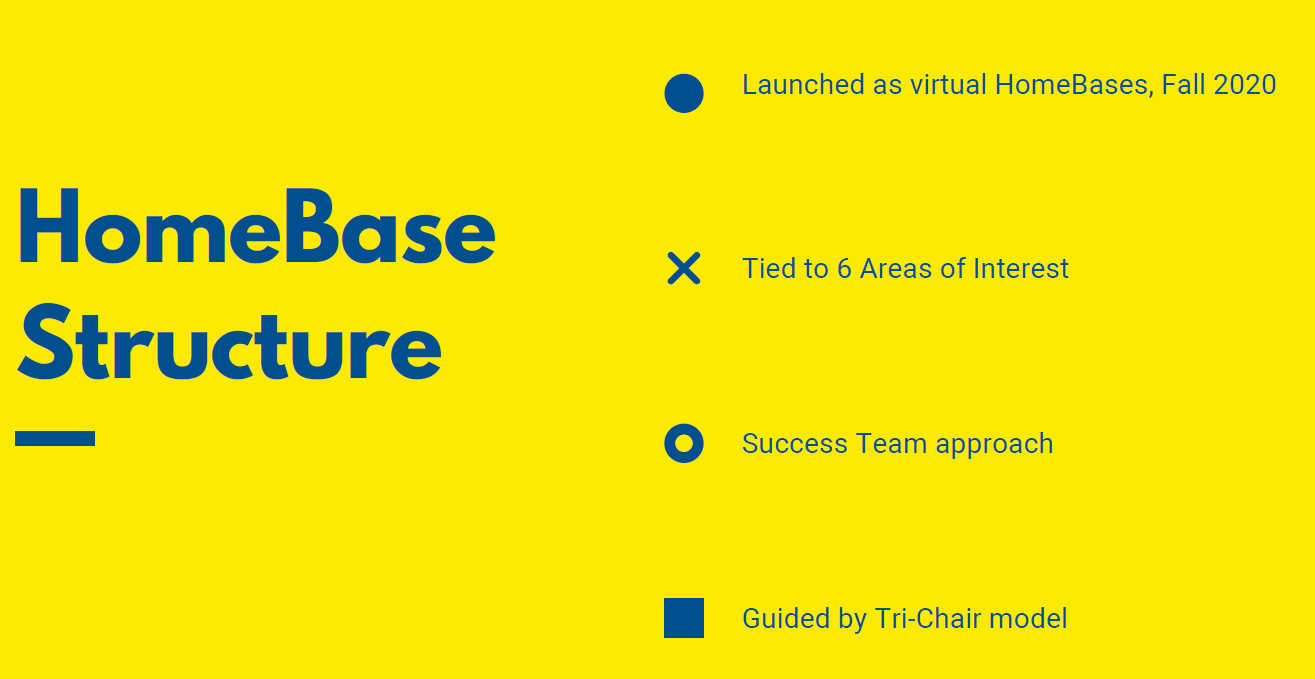 HomeBase
Structure
Launched as virtual HomeBases, Fall 2020
Tied to 6 Areas of Interest
Success Team approach
Guided by Tri-Chair model